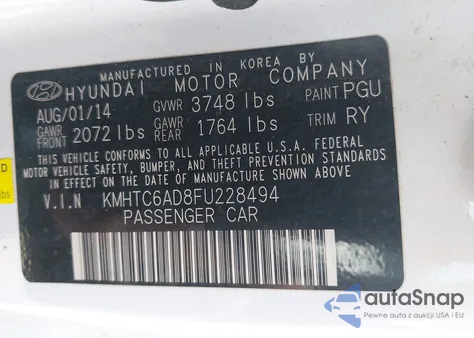 MANUFACTURED IN KOREA BY
HYUNDAI MOTOR COMPANY
AUG/01/14 GVWR 3748 lbs PAINT PGU
GAWR FRONT 2072 lbs GAWR REAR 1764 lbs TRIM RY
THIS VEHICLE CONFORMS TO ALL APPLICABLE U.S.A. FEDERAL
MOTOR VEHICLE SAFETY, BUMPER, AND THEFT PREVENTION
STANDARDS IN EFFECT ON THE DATE OF MANUFACTURE SHOWN ABOVE.
V.I.N KMHTC6AD8FU228494
PASSENGER CAR
autoSnap
Pewne auta z aukcji USA i EU